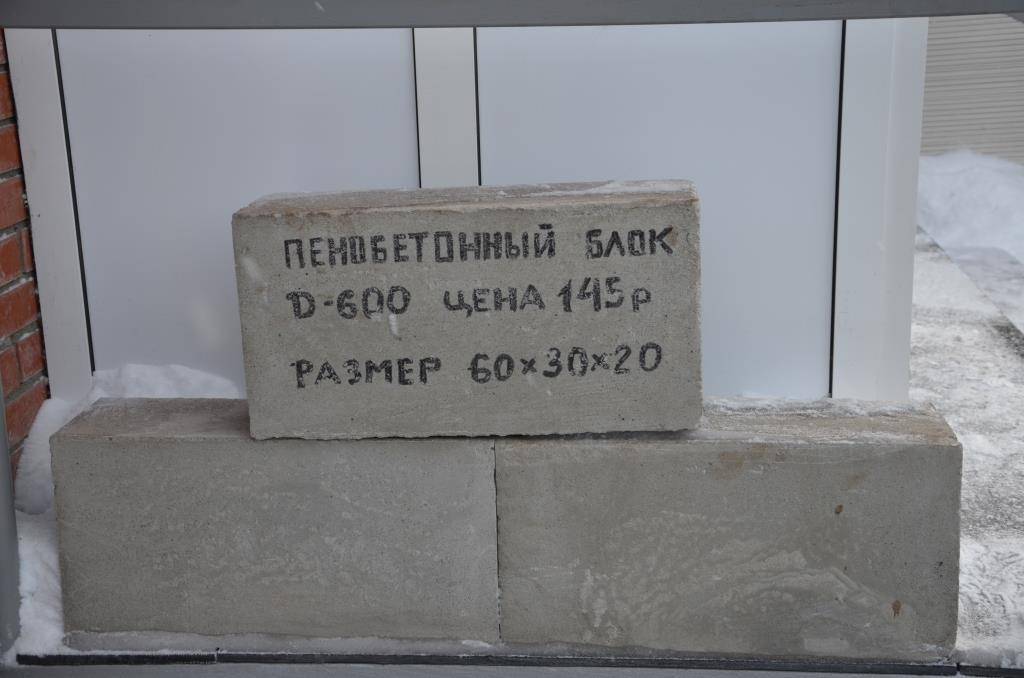 ПЕНОБЕТОННЫЙ БЛОК
D-600 ЦЕНА 145р
РАЗМЕР 60×30×20